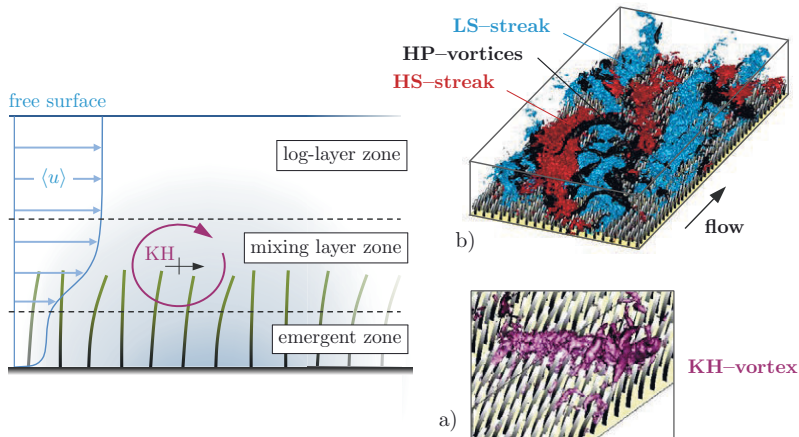 free surface
⟨u⟩
log-layer zone
KH
mixing layer zone
emergent zone
LS–streak
HP–vortices
HS–streak
flow
b)
KH–vortex
a)